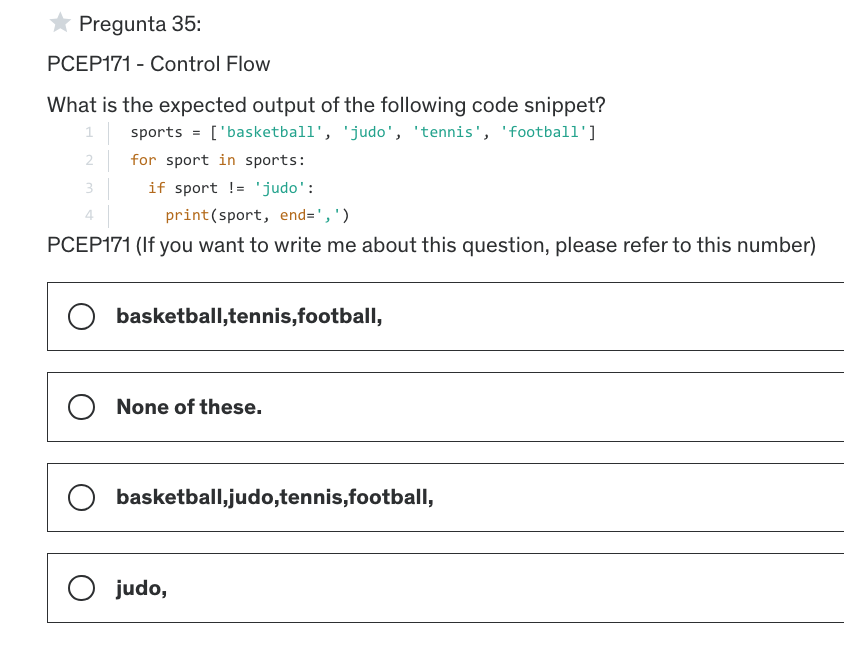 Pregunta 35:
PCEP171 - Control Flow
What is the expected output of the following code snippet?
1 sports = ['basketball', 'judo', 'tennis', 'football']
2 for sport in sports:
3   if sport != 'judo':
4     print(sport, end=',')
PCEP171 (If you want to write me about this question, please refer to this number)
basketball,tennis,football,
None of these.
basketball,judo,tennis,football,
judo,